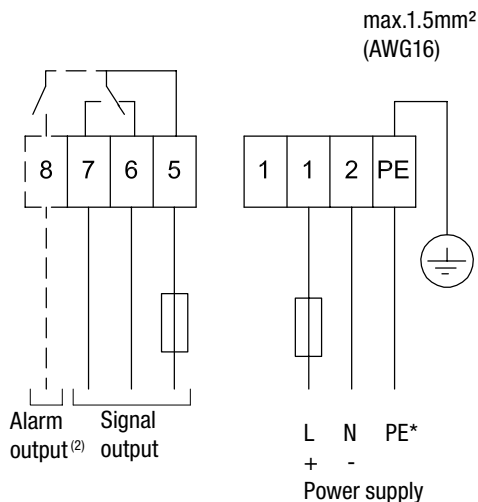 max.1.5mm²
(AWG16)
8 7 6 5 1 1 2 PE
Alarm
output (2)
Signal
output
L N PE*
+ -
Power supply